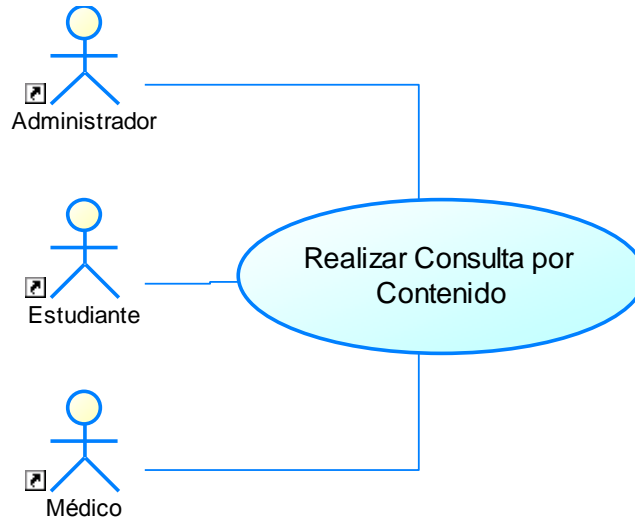 Administrador
Realizar Consulta por
Contenido
Estudiante
Médico